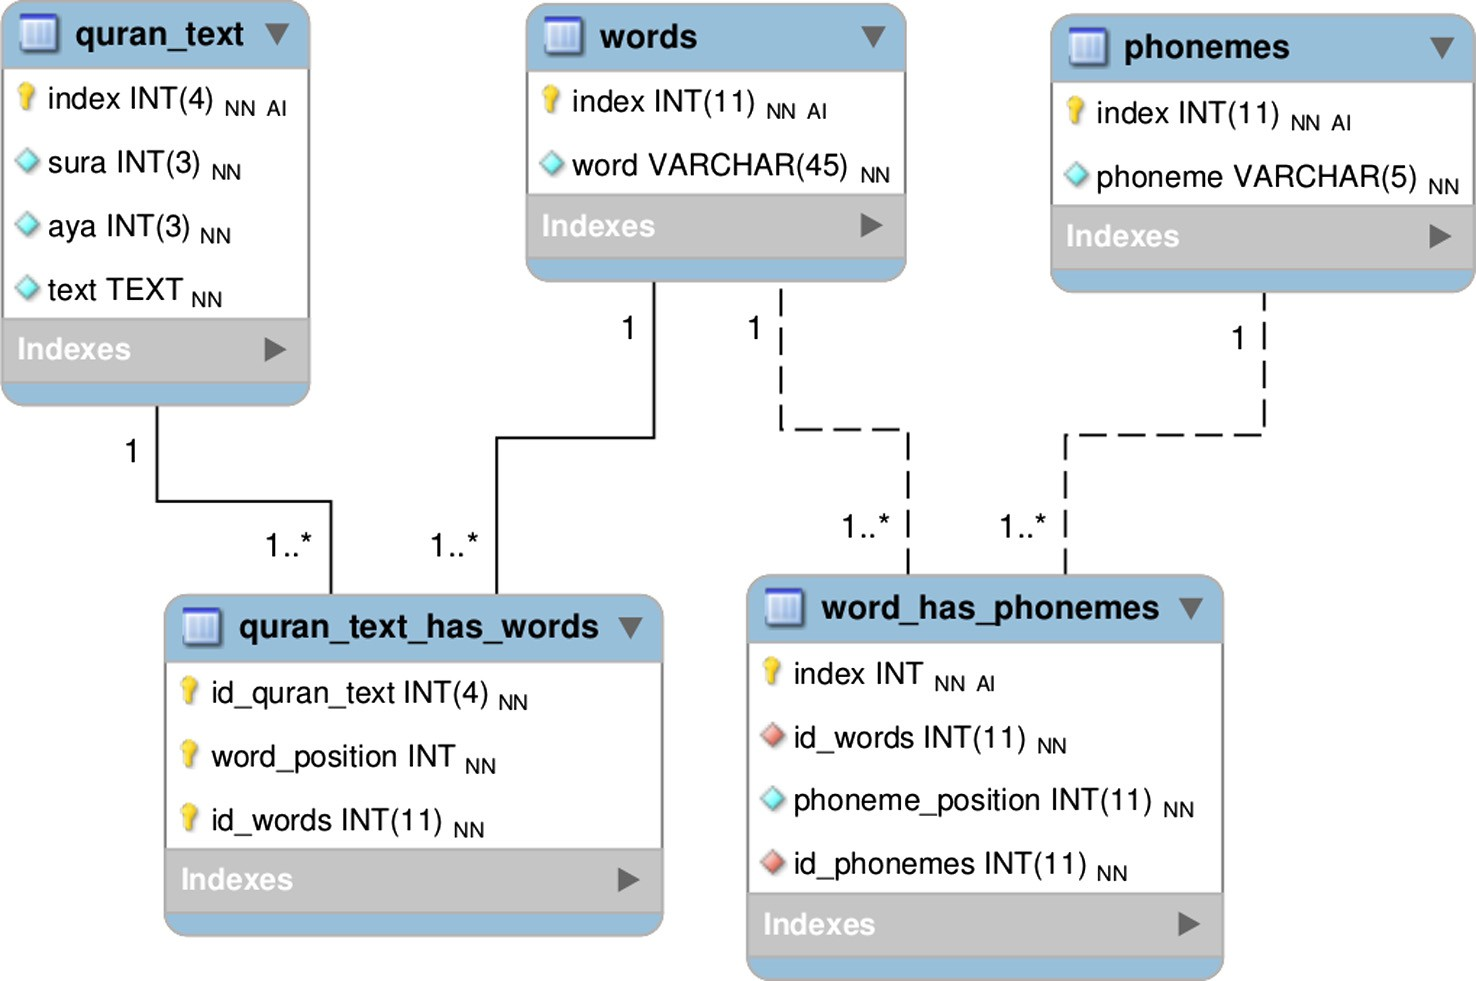 quran_text
index INT(4) NN AI
sura INT(3) NN
aya INT(3) NN
text TEXT NN
Indexes
words
index INT(11) NN AI
word VARCHAR(45) NN
Indexes
phonemes
index INT(11) NN AI
phoneme VARCHAR(5) NN
Indexes
1
1
1
1
1..*
1..*
1..*
1..*
quran_text_has_words
id_quran_text INT(4) NN
word_position INT NN
id_words INT(11) NN
Indexes
word_has_phonemes
index INT NN AI
id_words INT(11) NN
phoneme_position INT(11) NN
id_phonemes INT(11) NN
Indexes